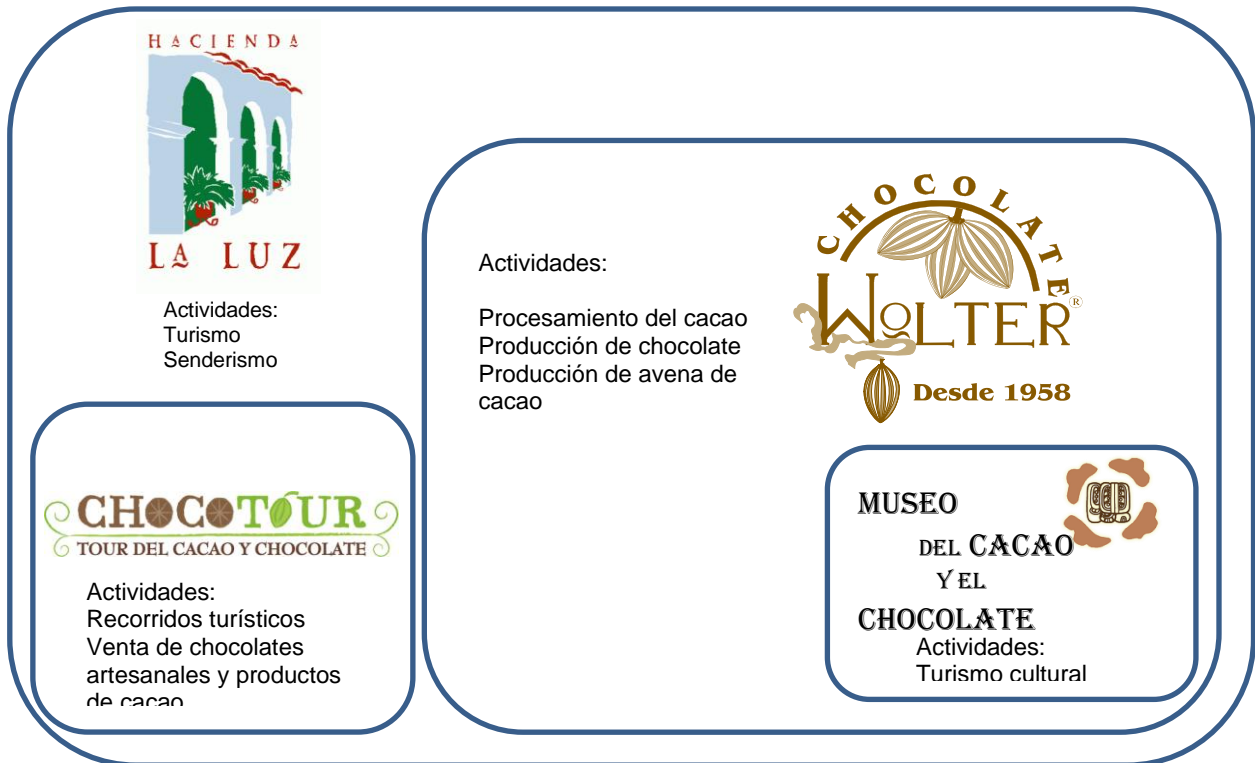 HACIENDA
LA LUZ
Actividades:
Turismo
Senderismo
CHOCOTOUR
TOUR DEL CACAO Y CHOCOLATE
Actividades:
Recorridos turísticos
Venta de chocolates
artesanales y productos
de cacao
Actividades:
Procesamiento del cacao
Producción de chocolate
Producción de avena de
cacao
CHOCOLATE
WOLTER®
Desde 1958
MUSEO
DEL CACAO
Y EL
CHOCOLATE
Actividades:
Turismo cultural